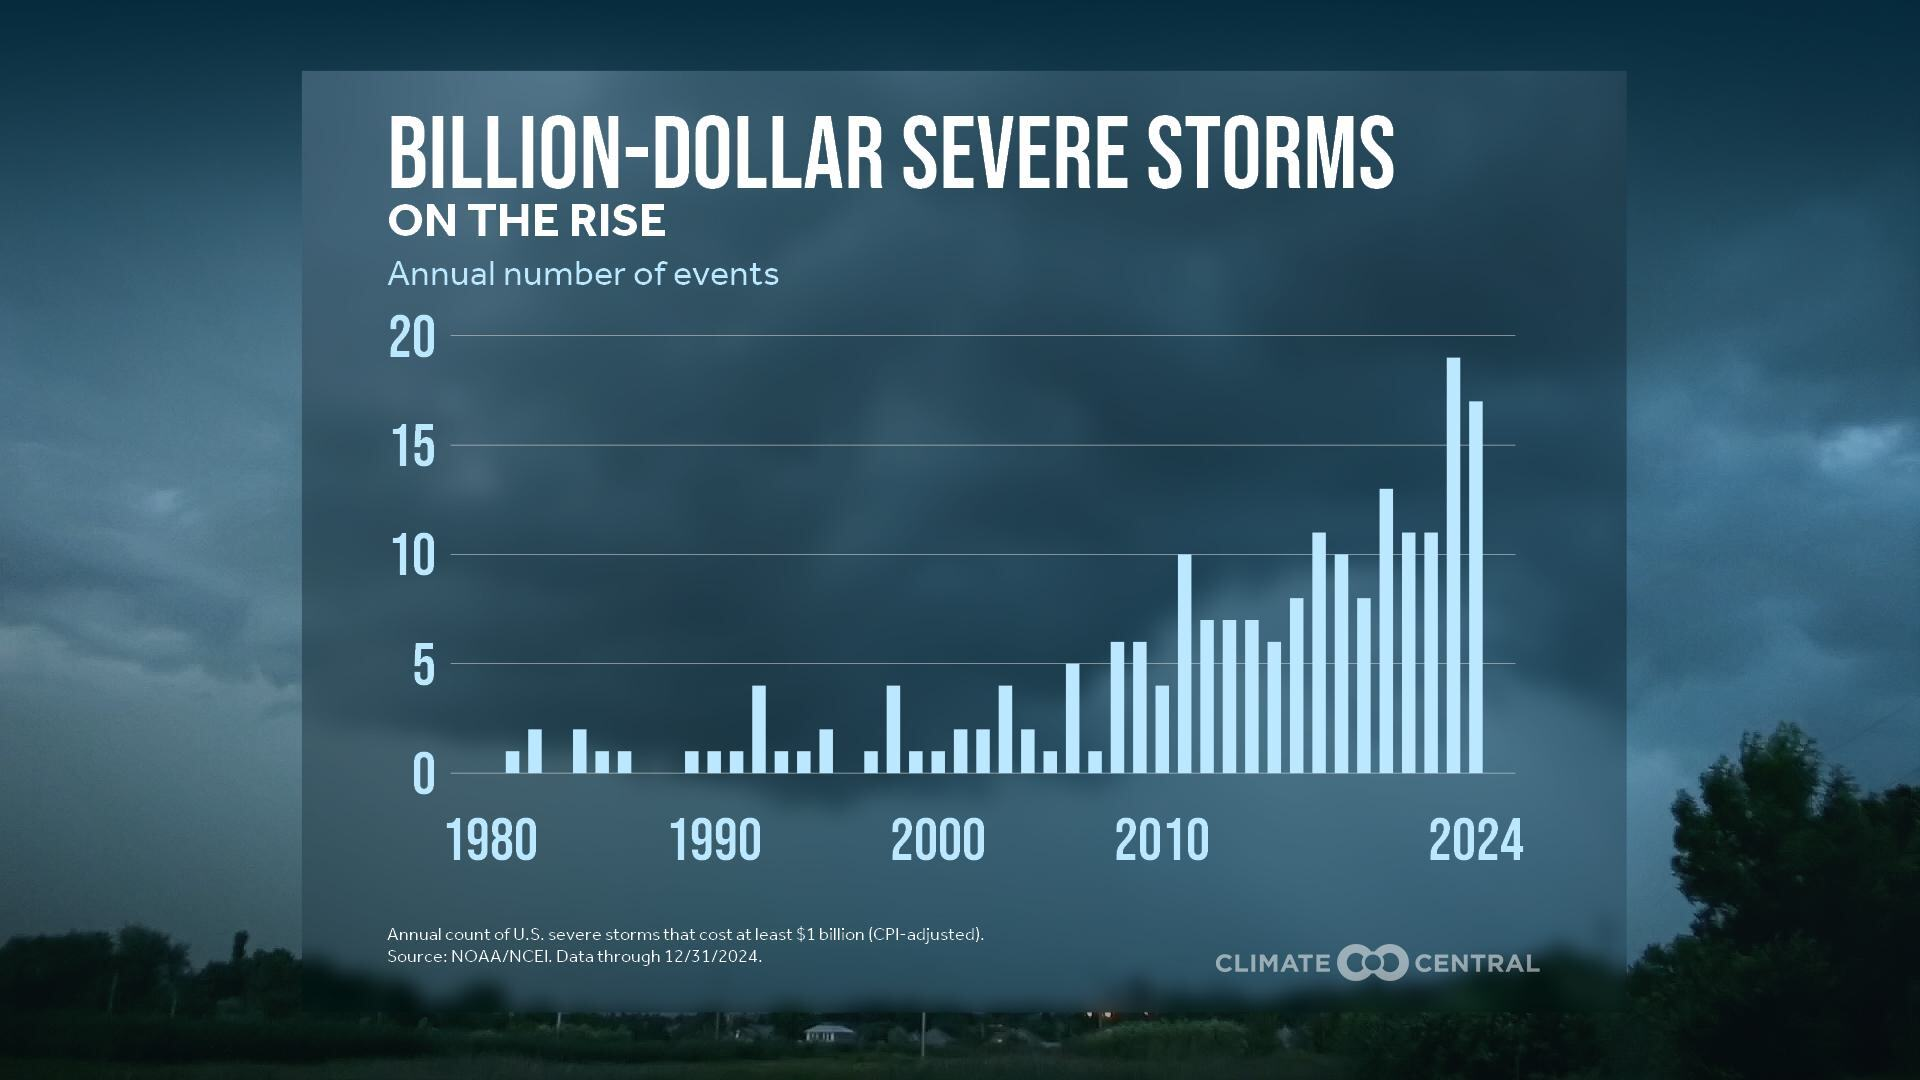 BILLION-DOLLAR SEVERE STORMS
ON THE RISE
Annual number of events
20
15
10
5
0
1980 1990 2000 2010 2024
Annual count of U.S. severe storms that cost at least $1 billion (CPI-adjusted).
Source: NOAA/NCEI. Data through 12/31/2024.
CLIMATE CENTRAL